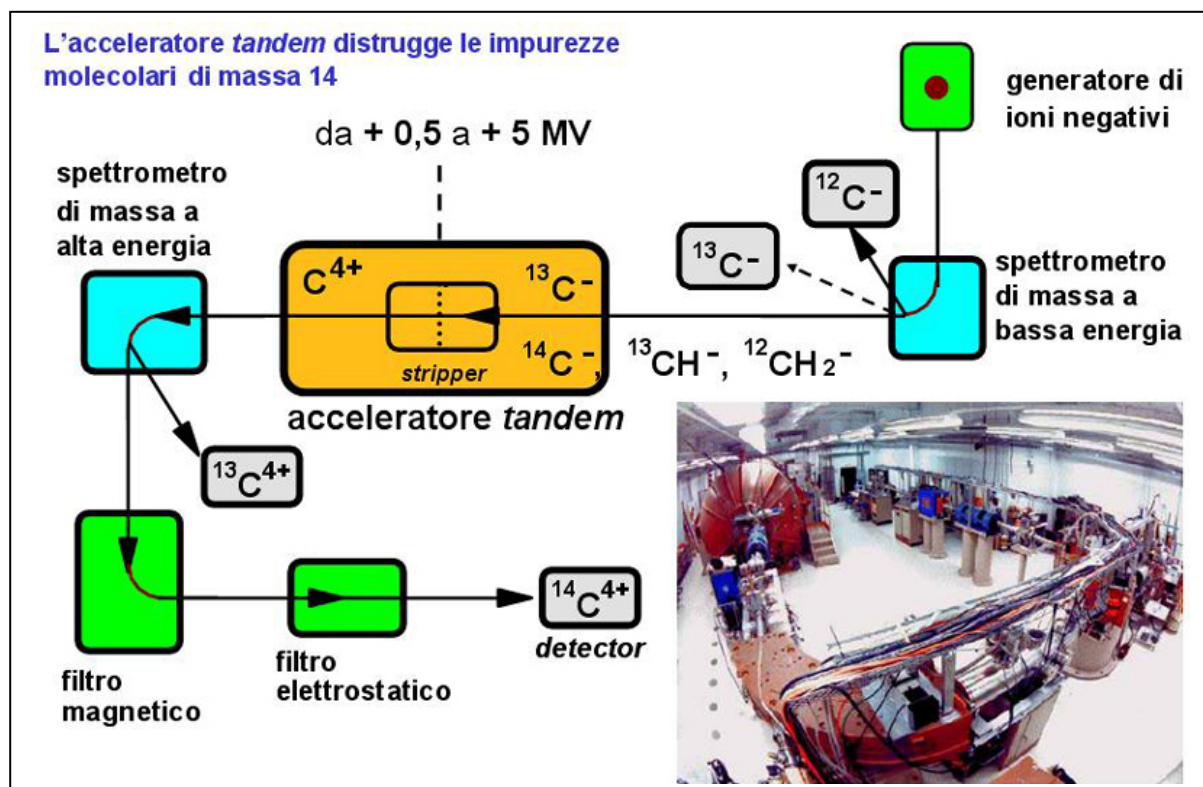 L'acceleratore tandem distrugge le impurezze
molecolari di massa 14
generatore di
ioni negativi
da + 0,5 a + 5 MV
spettrometro
di massa a
alta energia
¹²C⁻
¹³C⁻
spettrometro
di massa a
bassa energia
C⁴⁺
¹³C⁻
¹⁴C⁻, ¹³CH⁻, ¹²CH₂⁻
stripper
acceleratore tandem
¹³C⁴⁺
¹⁴C⁴⁺
detector
filtro
elettrostatico
filtro
magnetico